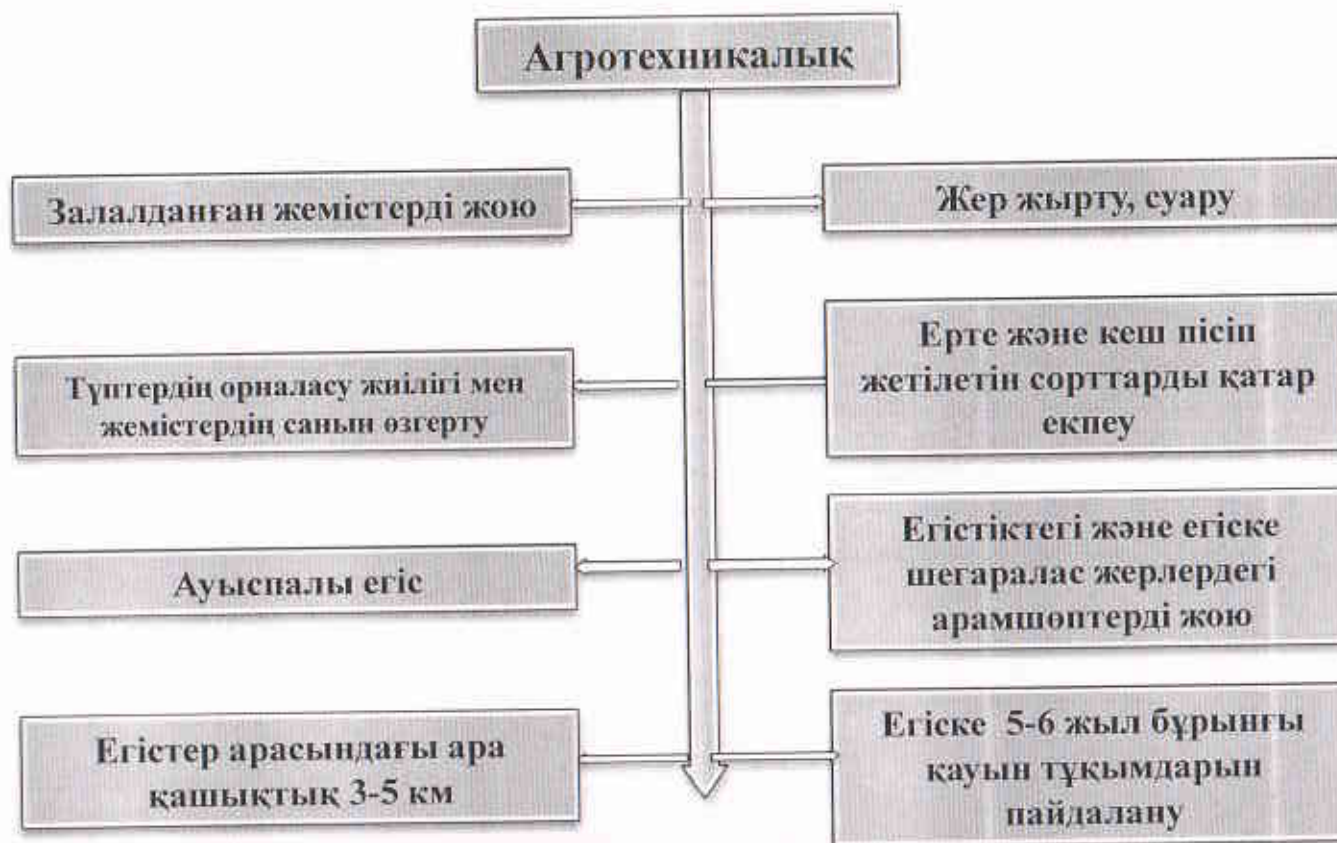 Агротехникалық
Залалданған жемістерді жою
Жер жырту, суару
Түптердің орналасу жиілігі мен
жемістердің санын өзгерту
Ерте және кеш пісіп
жетілетін сорттарды қатар
екпеу
Ауыспалы егіс
Егістіктегі және егіске
шегаралас жерлердегі
арамшөптерді жою
Егістер арасындағы ара
қашықтық 3-5 км
Егіске 5-6 жыл бұрынғы
қауын тұқымдарын
пайдалану